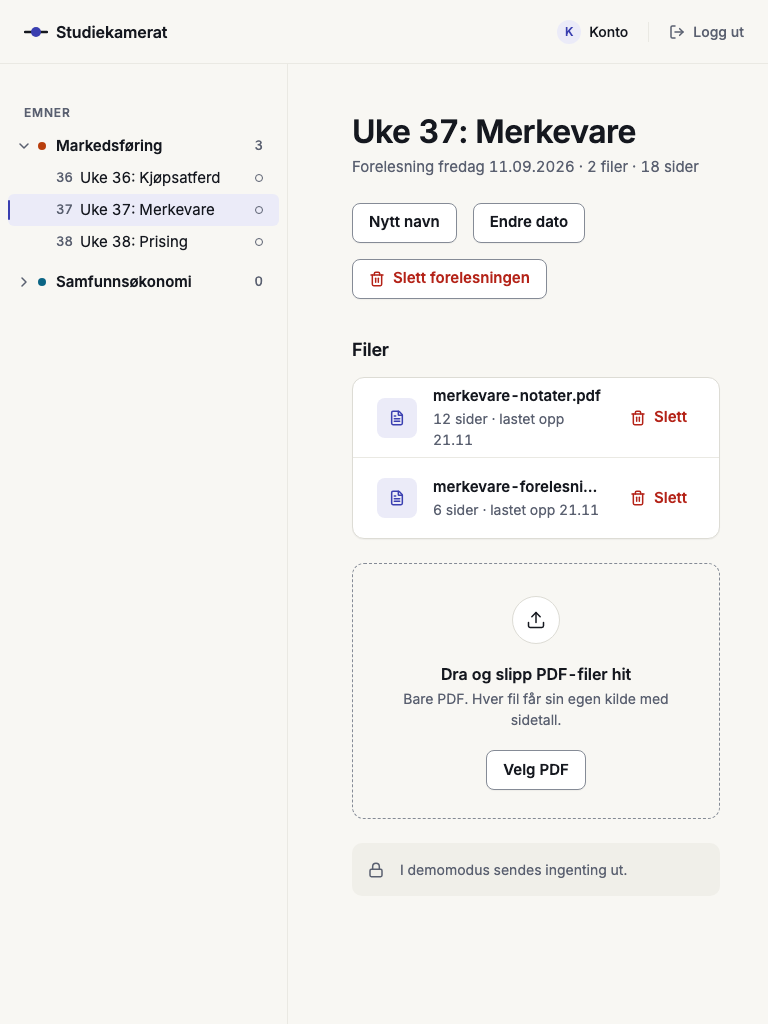 Studiekamerat
K Konto
Logg ut
EMNER
Markedsføring 3
36 Uke 36: Kjøpsatferd
37 Uke 37: Merkevare
38 Uke 38: Prising
Samfunnsøkonomi 0
Uke 37: Merkevare
Forelesning fredag 11.09.2026 · 2 filer · 18 sider
Nytt navn
Endre dato
Slett forelesningen
Filer
merkevare-notater.pdf
12 sider · lastet opp
21.11
Slett
merkevare-forelesni...
6 sider · lastet opp 21.11
Slett
Dra og slipp PDF-filer hit
Bare PDF. Hver fil får sin egen kilde med
sidetall.
Velg PDF
I demomodus sendes ingenting ut.